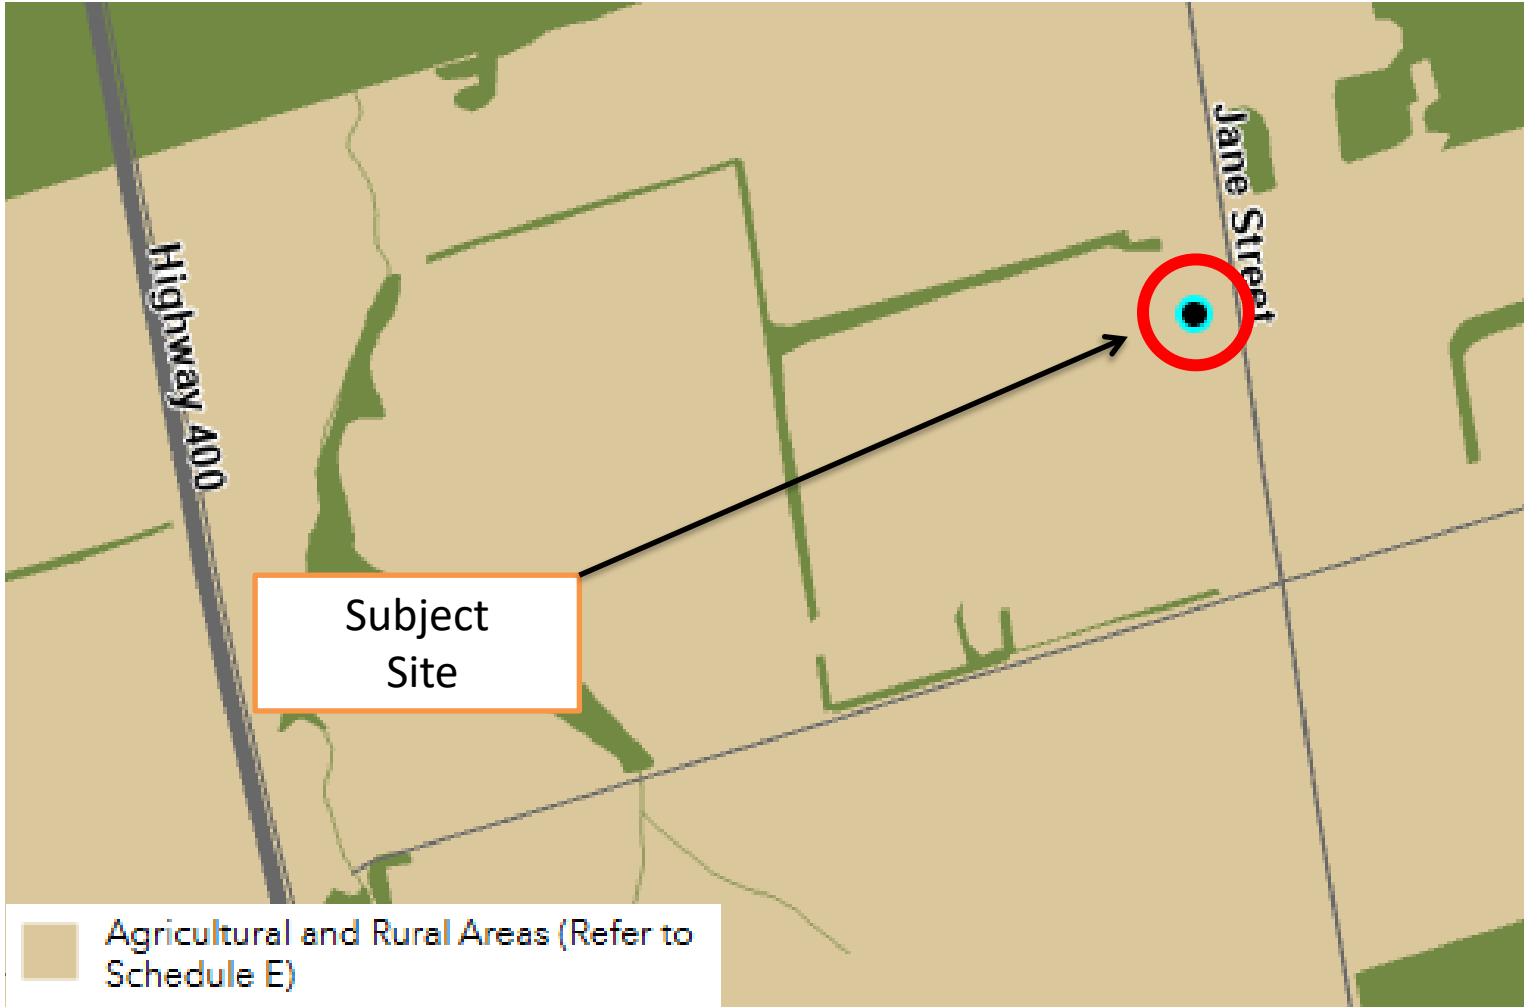 Jane Street
Highway 400
Subject
Site
Agricultural and Rural Areas (Refer to
Schedule E)